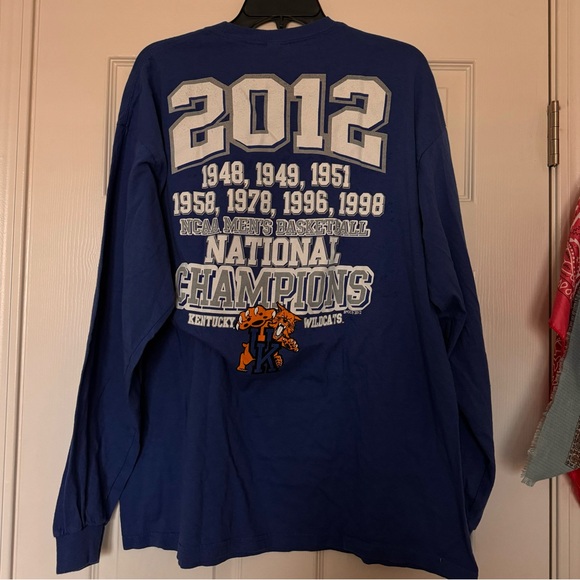 2012
1948, 1949, 1951
1958, 1978, 1996, 1998
NCAA MEN'S BASKETBALL
NATIONAL
CHAMPIONS
KENTUCKY WILDCATS
UK